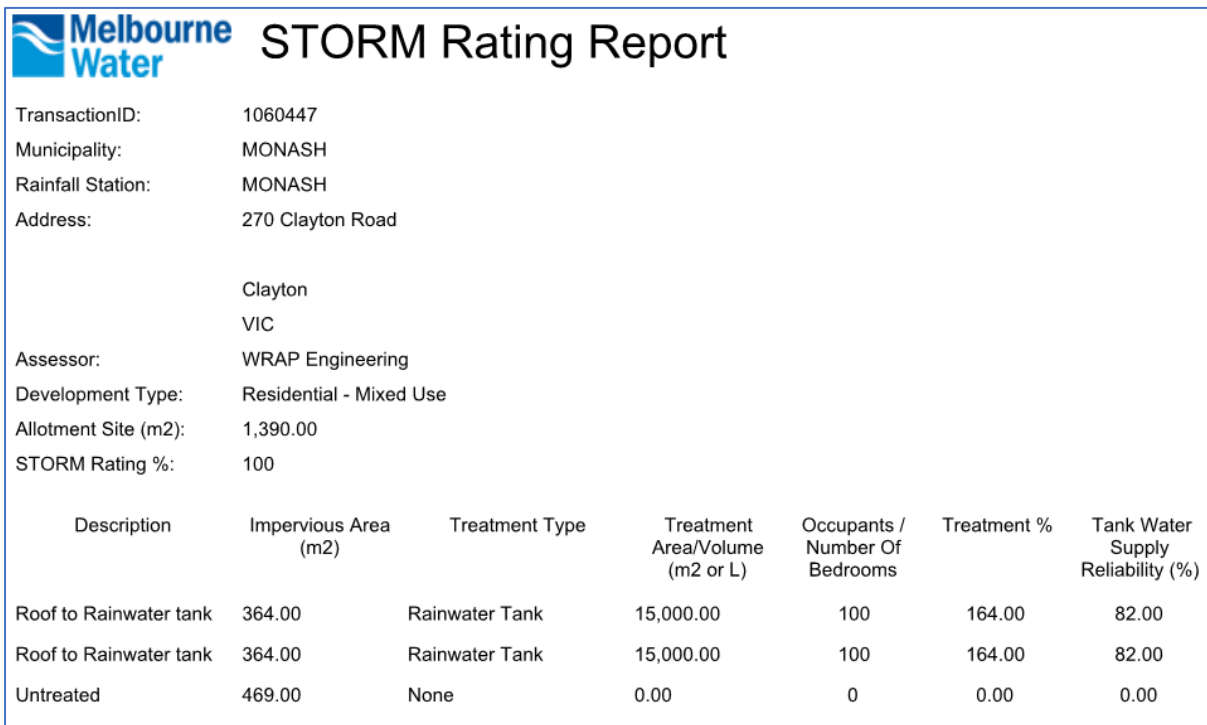 Melbourne Water STORM Rating Report
TransactionID: 1060447
Municipality: MONASH
Rainfall Station: MONASH
Address: 270 Clayton Road
Clayton
VIC
Assessor: WRAP Engineering
Development Type: Residential - Mixed Use
Allotment Site (m2): 1,390.00
STORM Rating %: 100
Description Impervious Area (m2) Treatment Type Treatment Area/Volume (m2 or L) Occupants / Number Of Bedrooms Treatment % Tank Water Supply Reliability (%)
Roof to Rainwater tank 364.00 Rainwater Tank 15,000.00 100 164.00 82.00
Roof to Rainwater tank 364.00 Rainwater Tank 15,000.00 100 164.00 82.00
Untreated 469.00 None 0.00 0 0.00 0.00